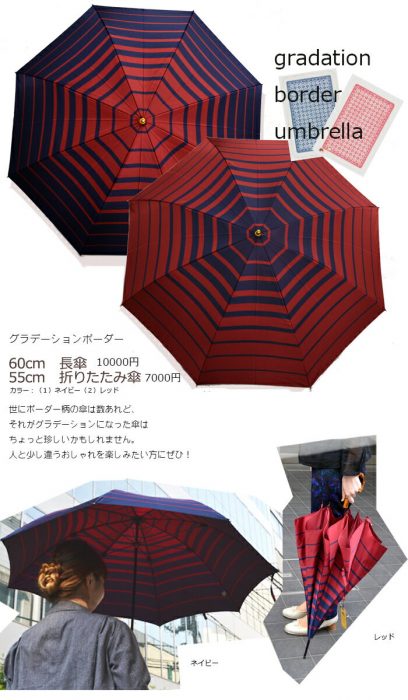 gradation
border
umbrella
グラデーションボーダー
60cm 長傘 10000円
55cm 折りたたみ傘 7000円
カラー：（1）ネイビー（2）レッド
世にボーダー柄の傘は数あれど、
それがグラデーションになった傘は
ちょっと珍しいかもしれません。
人と少し違うおしゃれを楽しみたい方にぜひ！
レッド
ネイビー